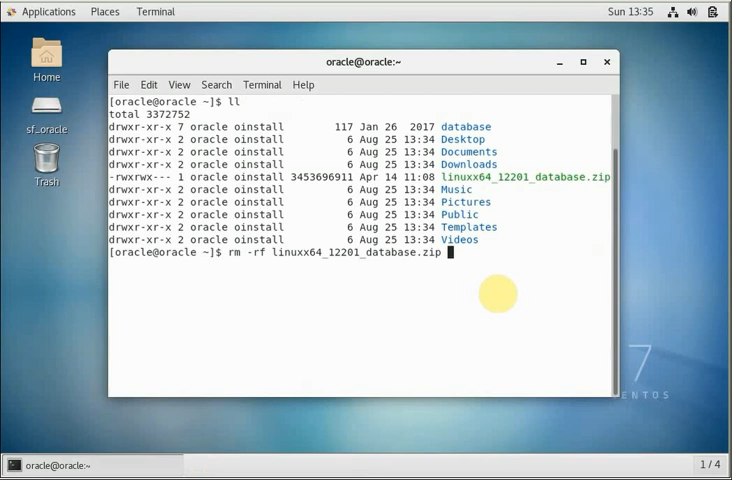 Applications Places Terminal Sun 13:35
Home
sf_oracle
Trash
oracle@oracle:~
File Edit View Search Terminal Help
[oracle@oracle ~]$ ll
total 3372752
drwxr-xr-x 7 oracle oinstall 117 Jan 26 2017 database
drwxr-xr-x 2 oracle oinstall 6 Aug 25 13:34 Desktop
drwxr-xr-x 2 oracle oinstall 6 Aug 25 13:34 Documents
drwxr-xr-x 2 oracle oinstall 6 Aug 25 13:34 Downloads
-rwxrwx--- 1 oracle oinstall 3453696911 Apr 14 11:08 linuxx64_12201_database.zip
drwxr-xr-x 2 oracle oinstall 6 Aug 25 13:34 Music
drwxr-xr-x 2 oracle oinstall 6 Aug 25 13:34 Pictures
drwxr-xr-x 2 oracle oinstall 6 Aug 25 13:34 Public
drwxr-xr-x 2 oracle oinstall 6 Aug 25 13:34 Templates
drwxr-xr-x 2 oracle oinstall 6 Aug 25 13:34 Videos
[oracle@oracle ~]$ rm -rf linuxx64_12201_database.zip
7
ENTOS
oracle@oracle:~ 1 / 4